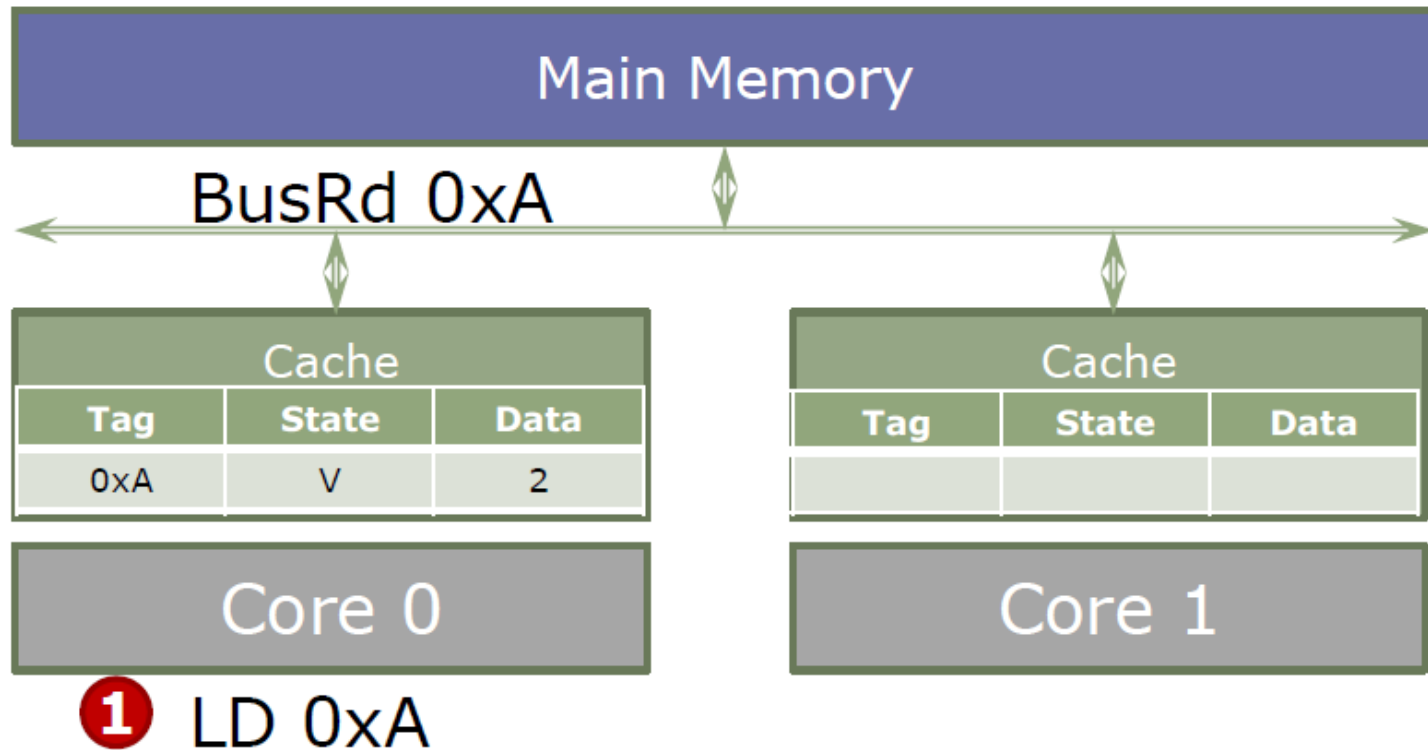 Main Memory
BusRd 0xA
Cache
Tag State Data
0xA V 2
Core 0
Cache
Tag State Data
Core 1
1 LD 0xA